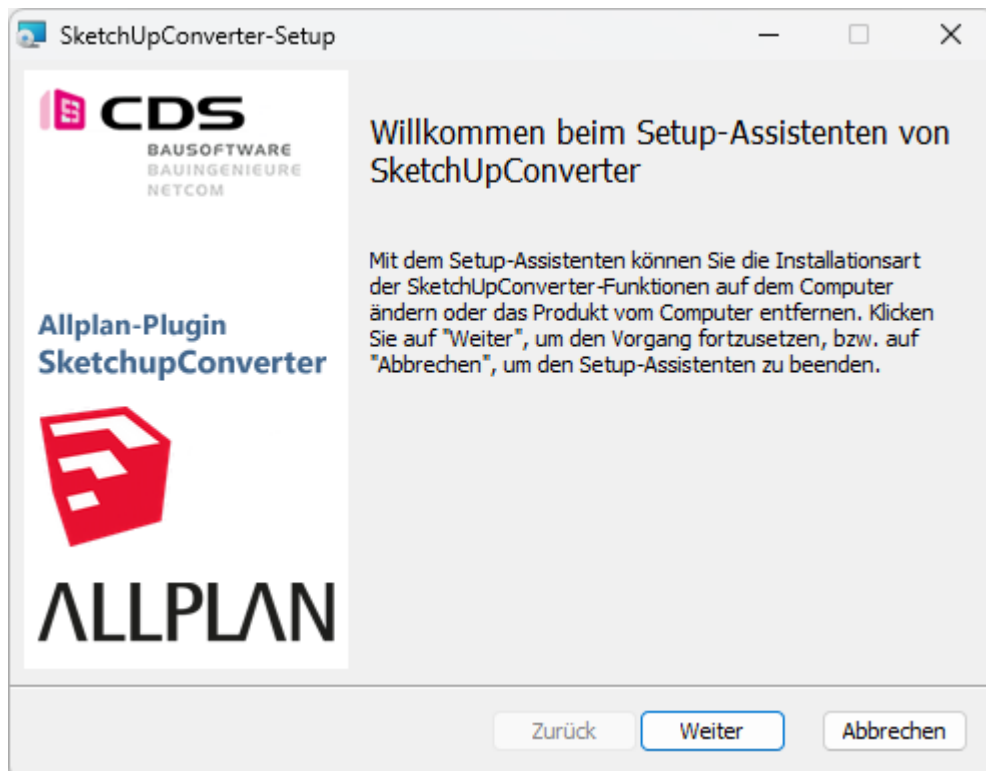 SketchUpConverter-Setup
CDS
BAUSOFTWARE
BAUINGENIEURE
NETCOM
Allplan-Plugin
SketchupConverter
ALLPLAN
Willkommen beim Setup-Assistenten von
SketchUpConverter
Mit dem Setup-Assistenten können Sie die Installationsart
der SketchUpConverter-Funktionen auf dem Computer
ändern oder das Produkt vom Computer entfernen. Klicken
Sie auf "Weiter", um den Vorgang fortzusetzen, bzw. auf
"Abbrechen", um den Setup-Assistenten zu beenden.
Zurück Weiter Abbrechen